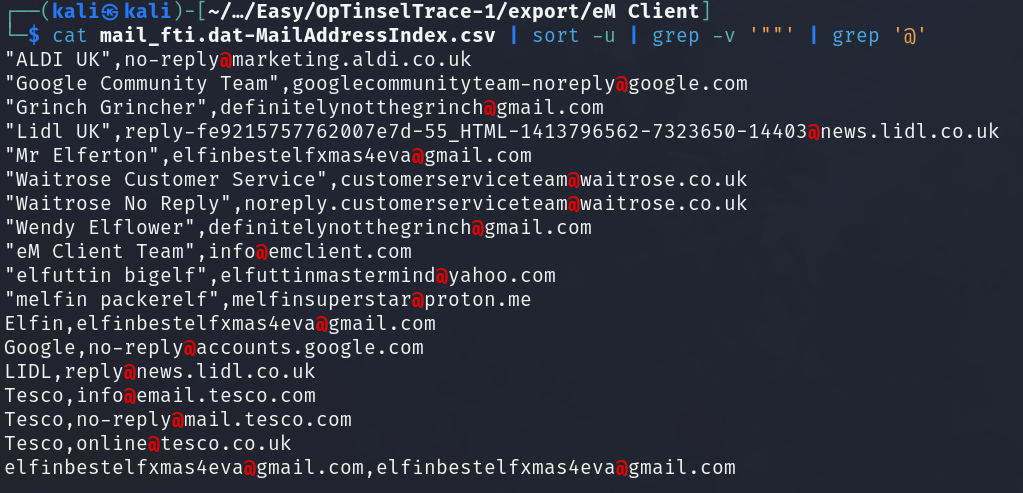 ┌──(kali㉿kali)-[~/…/Easy/OpTinselTrace-1/export/eM Client]
└─$ cat mail_fti.dat-MailAddressIndex.csv | sort -u | grep -v '""' | grep '@'
"ALDI UK",no-reply@marketing.aldi.co.uk
"Google Community Team",googlecommunityteam-noreply@google.com
"Grinch Grincher",definitelynotthegrinch@gmail.com
"Lidl UK",reply-fe9215757762007e7d-55_HTML-1413796562-7323650-14403@news.lidl.co.uk
"Mr Elferton",elfinbestelfxmas4eva@gmail.com
"Waitrose Customer Service",customerserviceteam@waitrose.co.uk
"Waitrose No Reply",noreply.customerserviceteam@waitrose.co.uk
"Wendy Elflower",definitelynotthegrinch@gmail.com
"eM Client Team",info@emclient.com
"elfuttin bigelf",elfuttinmastermind@yahoo.com
"melfin packerelf",melfinsuperstar@proton.me
Elfin,elfinbestelfxmas4eva@gmail.com
Google,no-reply@accounts.google.com
LIDL,reply@news.lidl.co.uk
Tesco,info@email.tesco.com
Tesco,no-reply@mail.tesco.com
Tesco,online@tesco.co.uk
elfinbestelfxmas4eva@gmail.com,elfinbestelfxmas4eva@gmail.com